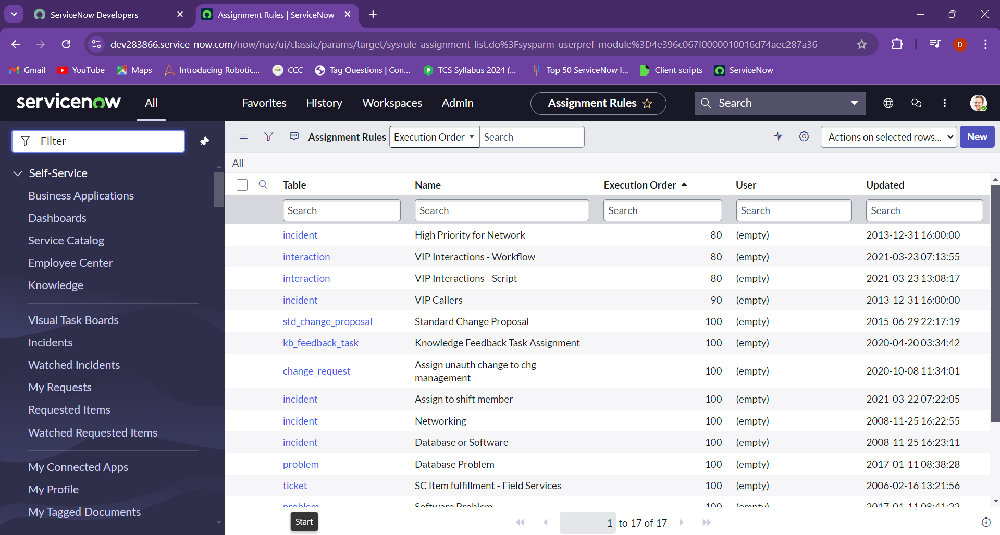 ServiceNow Developers
Assignment Rules | ServiceNow
dev283866.service-now.com/now/nav/ui/classic/params/target/sysrule_assignment_list.do%3Fsysparm_userpref_module%3D4e396c067f0000010016d74aec287a36
D
Gmail YouTube Maps Introducing Robotic... CCC Tag Questions | Con... TCS Syllabus 2024 (... Top 50 ServiceNow I... Client scripts ServiceNow
servicenow All Favorites History Workspaces Admin Assignment Rules Search
Filter
Self-Service
Business Applications
Dashboards
Service Catalog
Employee Center
Knowledge
Visual Task Boards
Incidents
Watched Incidents
My Requests
Requested Items
Watched Requested Items
My Connected Apps
My Profile
My Tagged Documents
Assignment Rules Execution Order Search Actions on selected rows... New
All
Table Name Execution Order User Updated
Search Search Search Search Search
incident High Priority for Network 80 (empty) 2013-12-31 16:00:00
interaction VIP Interactions - Workflow 80 (empty) 2021-03-23 07:13:55
interaction VIP Interactions - Script 80 (empty) 2021-03-23 13:08:17
incident VIP Callers 90 (empty) 2013-12-31 16:00:00
std_change_proposal Standard Change Proposal 100 (empty) 2015-06-29 22:17:19
kb_feedback_task Knowledge Feedback Task Assignment 100 (empty) 2020-04-20 03:34:42
change_request Assign unauth change to chg
management 100 (empty) 2020-10-08 11:34:01
incident Assign to shift member 100 (empty) 2021-03-22 07:22:05
incident Networking 100 (empty) 2008-11-25 16:22:55
incident Database or Software 100 (empty) 2008-11-25 16:23:11
problem Database Problem 100 (empty) 2017-01-11 08:38:28
ticket SC Item fulfillment - Field Services 100 (empty) 2006-02-16 13:21:56
problem Software Problem 100 (empty) 2017-01-11 08:41:22
Start
1 to 17 of 17